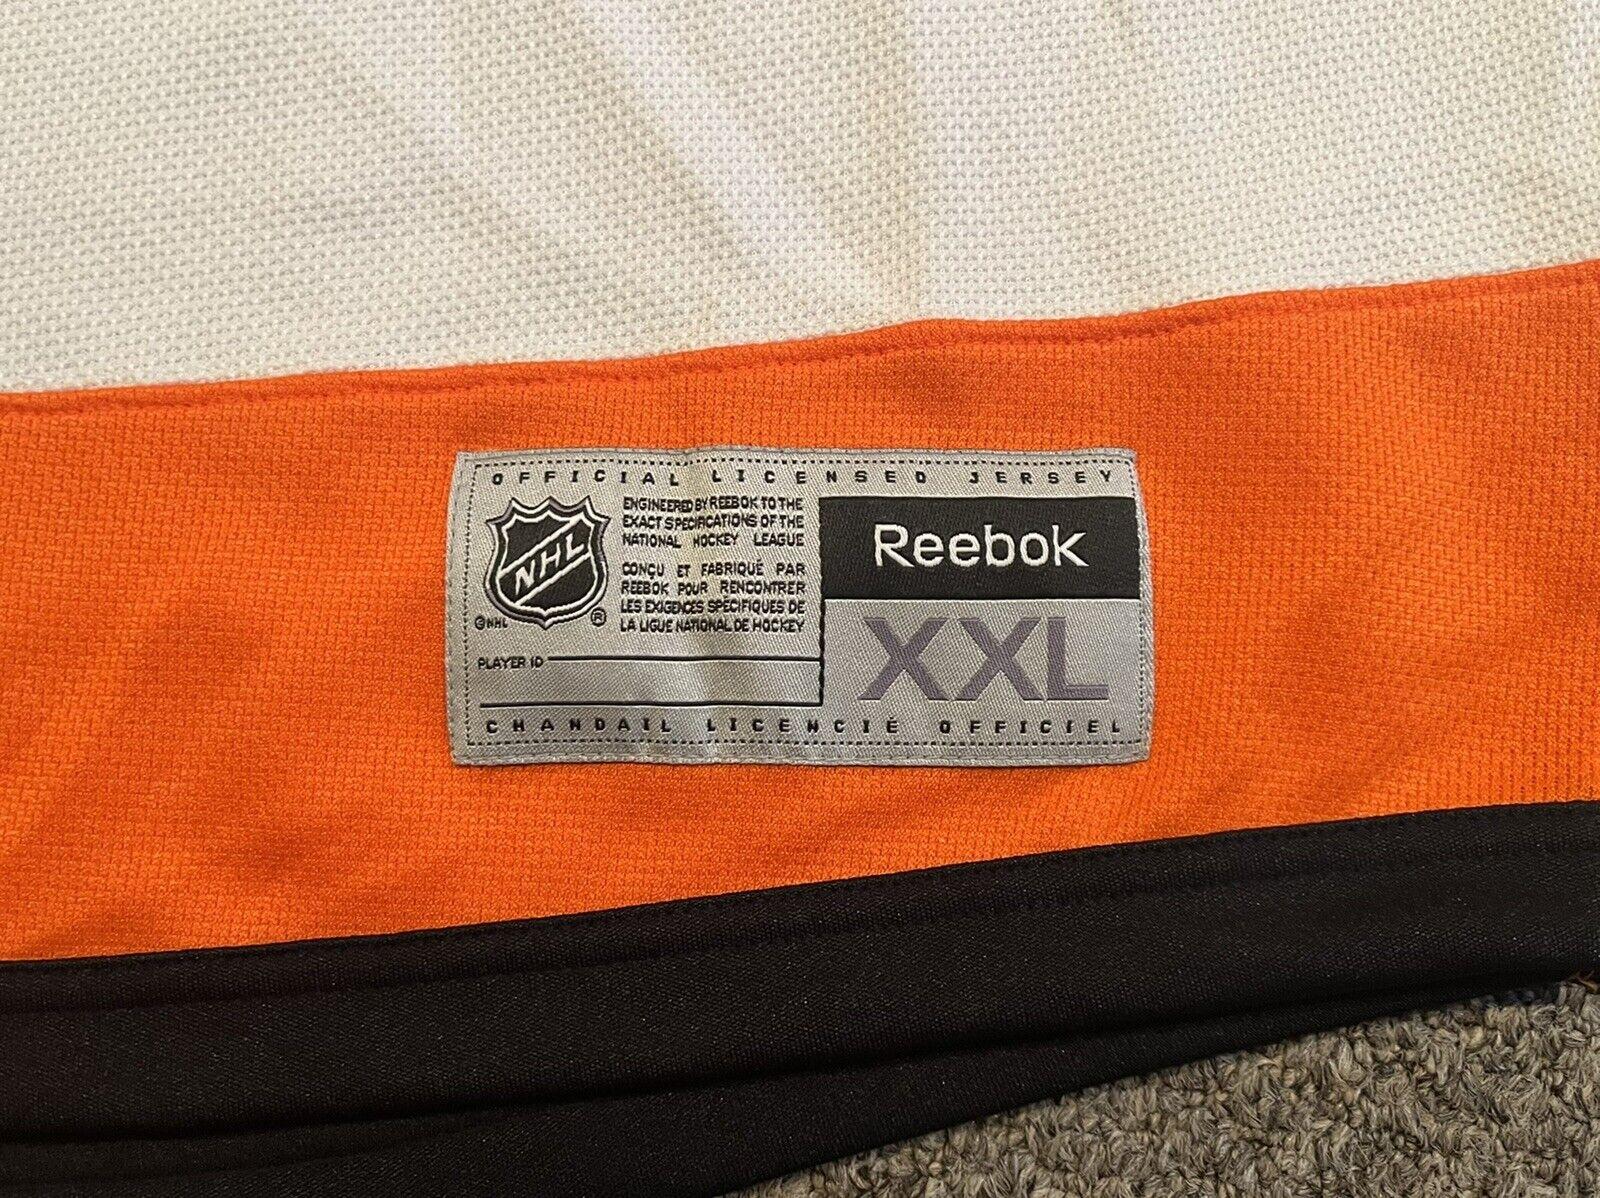 OFFICIAL LICENSED JERSEY
NHL
©NHL ®
ENGINEERED BY REEBOK TO THE
EXACT SPECIFICATIONS OF THE
NATIONAL HOCKEY LEAGUE
CONÇU ET FABRIQUÉ PAR
REEBOK POUR RENCONTRER
LES EXIGENCES SPÉCIFIQUES DE
LA LIGUE NATIONAL DE HOCKEY
PLAYER ID
Reebok
XXL
CHANDAIL LICENCIÉ OFFICIEL